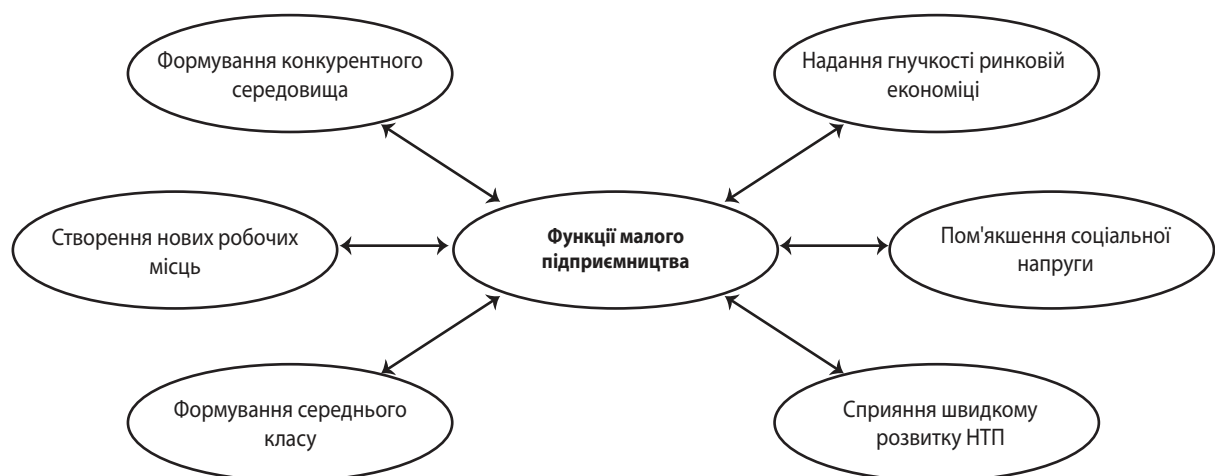 Формування конкурентного
середовища
Надання гнучкості ринковій
економіці
Створення нових робочих
місць
Функції малого
підприємництва
Пом'якшення соціальної
напруги
Формування середнього
класу
Сприяння швидкому
розвитку НТП